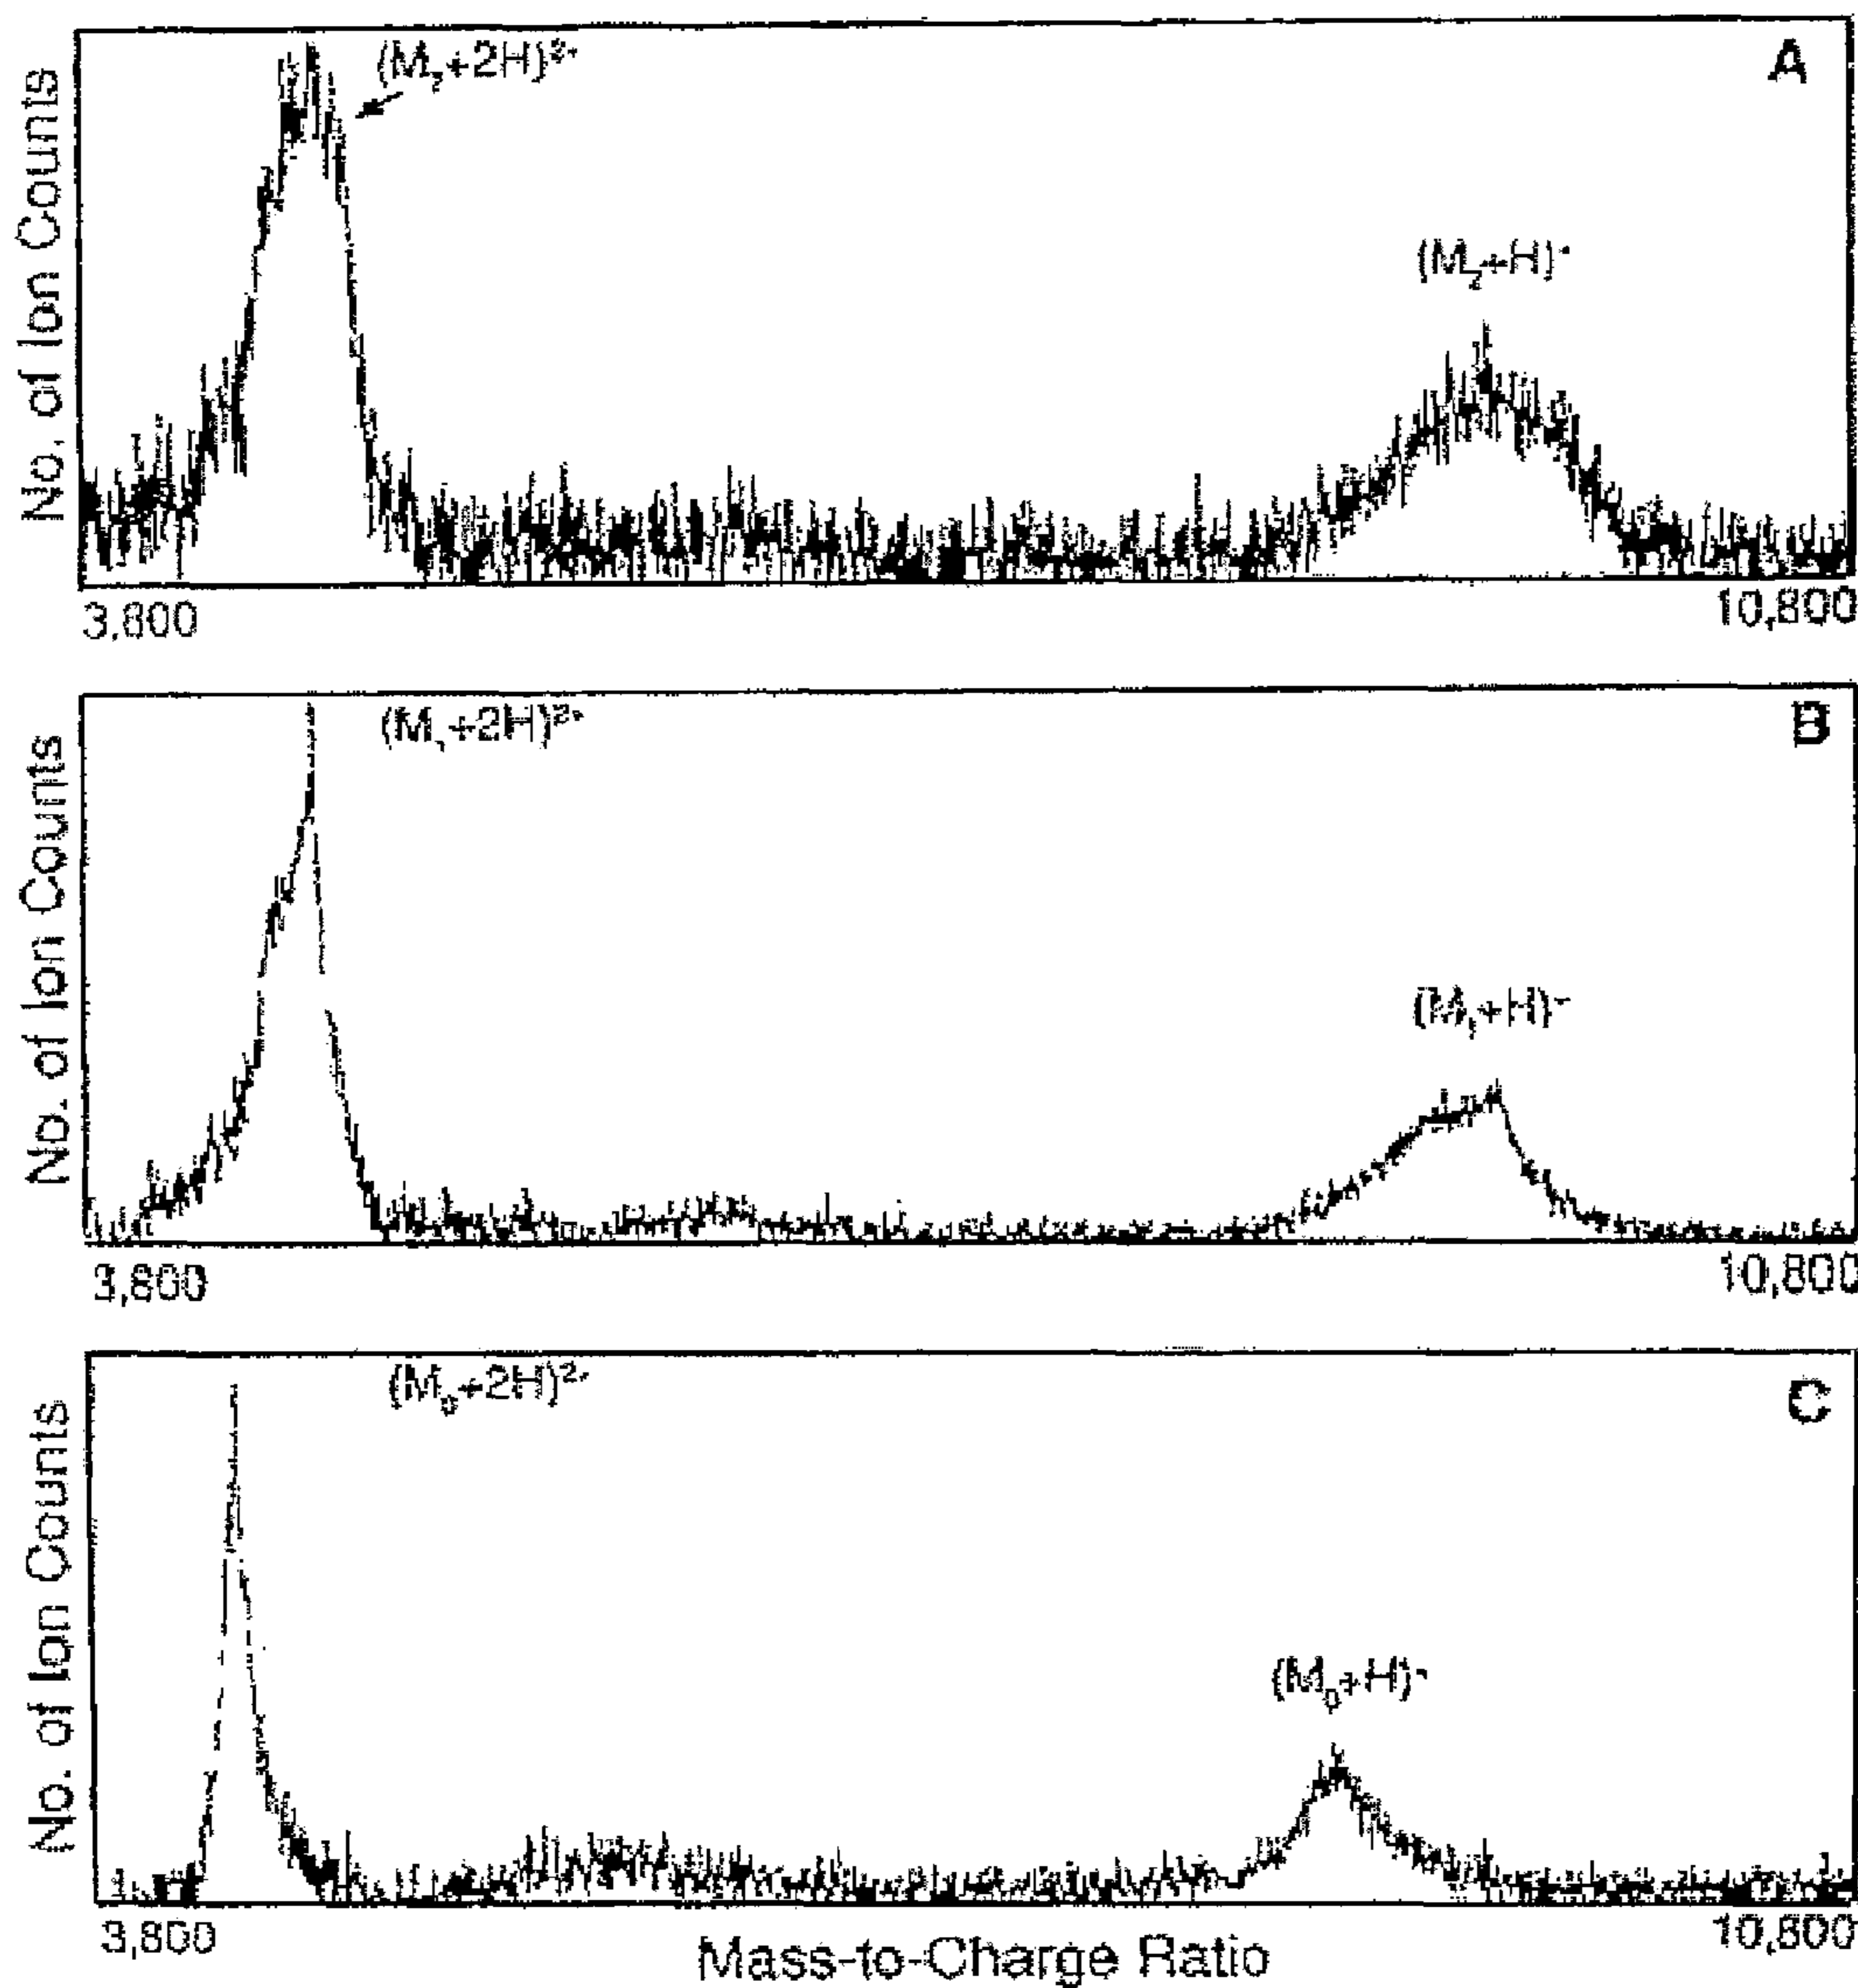 A
(M₂+2H)²⁺
(M₂+H)⁺
No. of Ion Counts
3,800
10,800
B
(M₁+2H)²⁺
(M₁+H)⁺
No. of Ion Counts
3,800
10,800
C
(M₀+2H)²⁺
(M₀+H)⁺
No. of Ion Counts
3,800
10,800
Mass-to-Charge Ratio